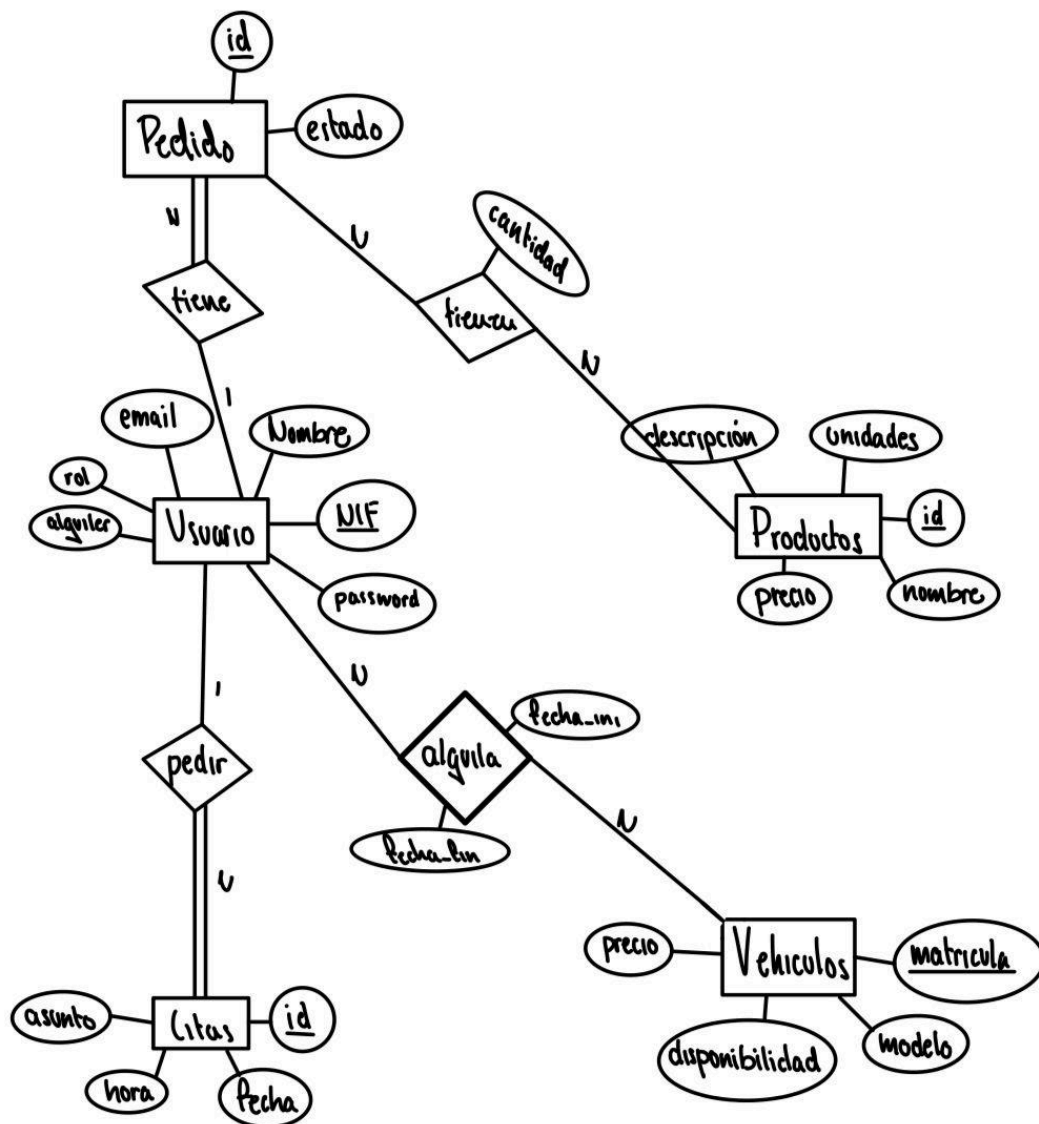 id
Pedido
estado
N
N
cantidad
tiene
tienen
N
1
email
Nombre
descripción
unidades
rol
alquiler
Usuario
NIF
Productos
id
password
precio
nombre
N
1
fecha_ini
pedir
alquila
N
fecha_fin
N
precio
Vehiculos
matricula
asunto
Citas
id
disponibilidad
modelo
hora
fecha